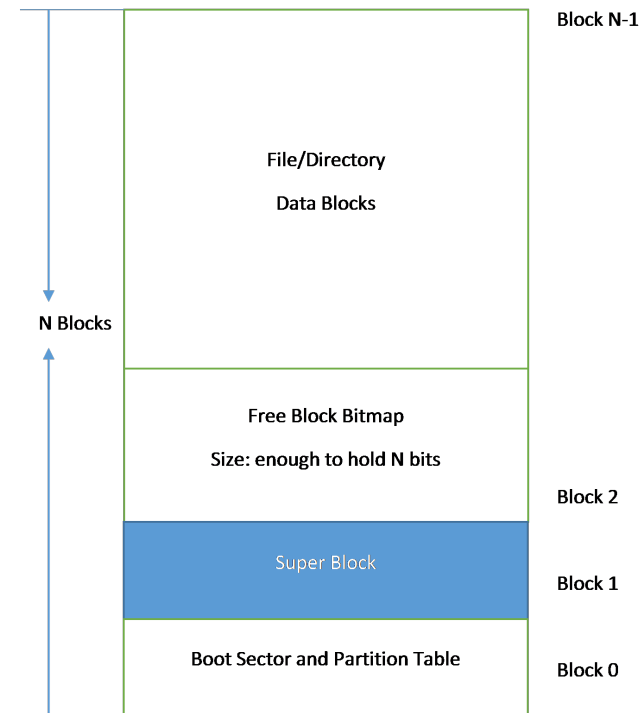 Block N-1
File/Directory
Data Blocks
N Blocks
Free Block Bitmap
Size: enough to hold N bits
Block 2
Super Block
Block 1
Boot Sector and Partition Table
Block 0